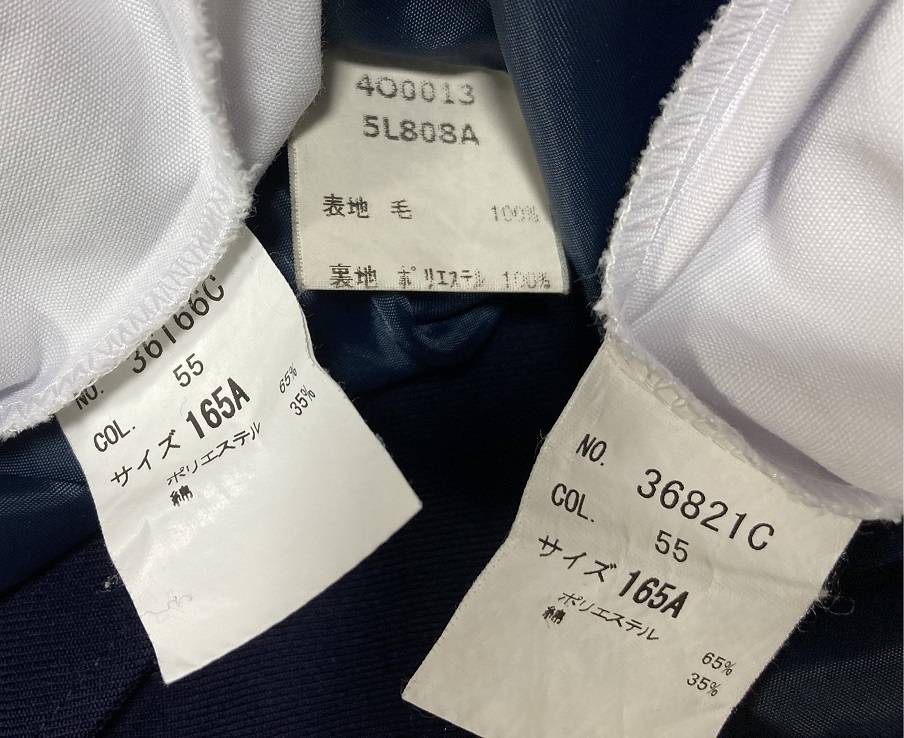 400013
5L808A
表地 毛 100%
裏地 ポリエステル 100%
NO. 36166C
COL. 55
サイズ 165A
ポリエステル 65%
綿 35%
NO. 36821C
COL. 55
サイズ 165A
ポリエステル 65%
綿 35%